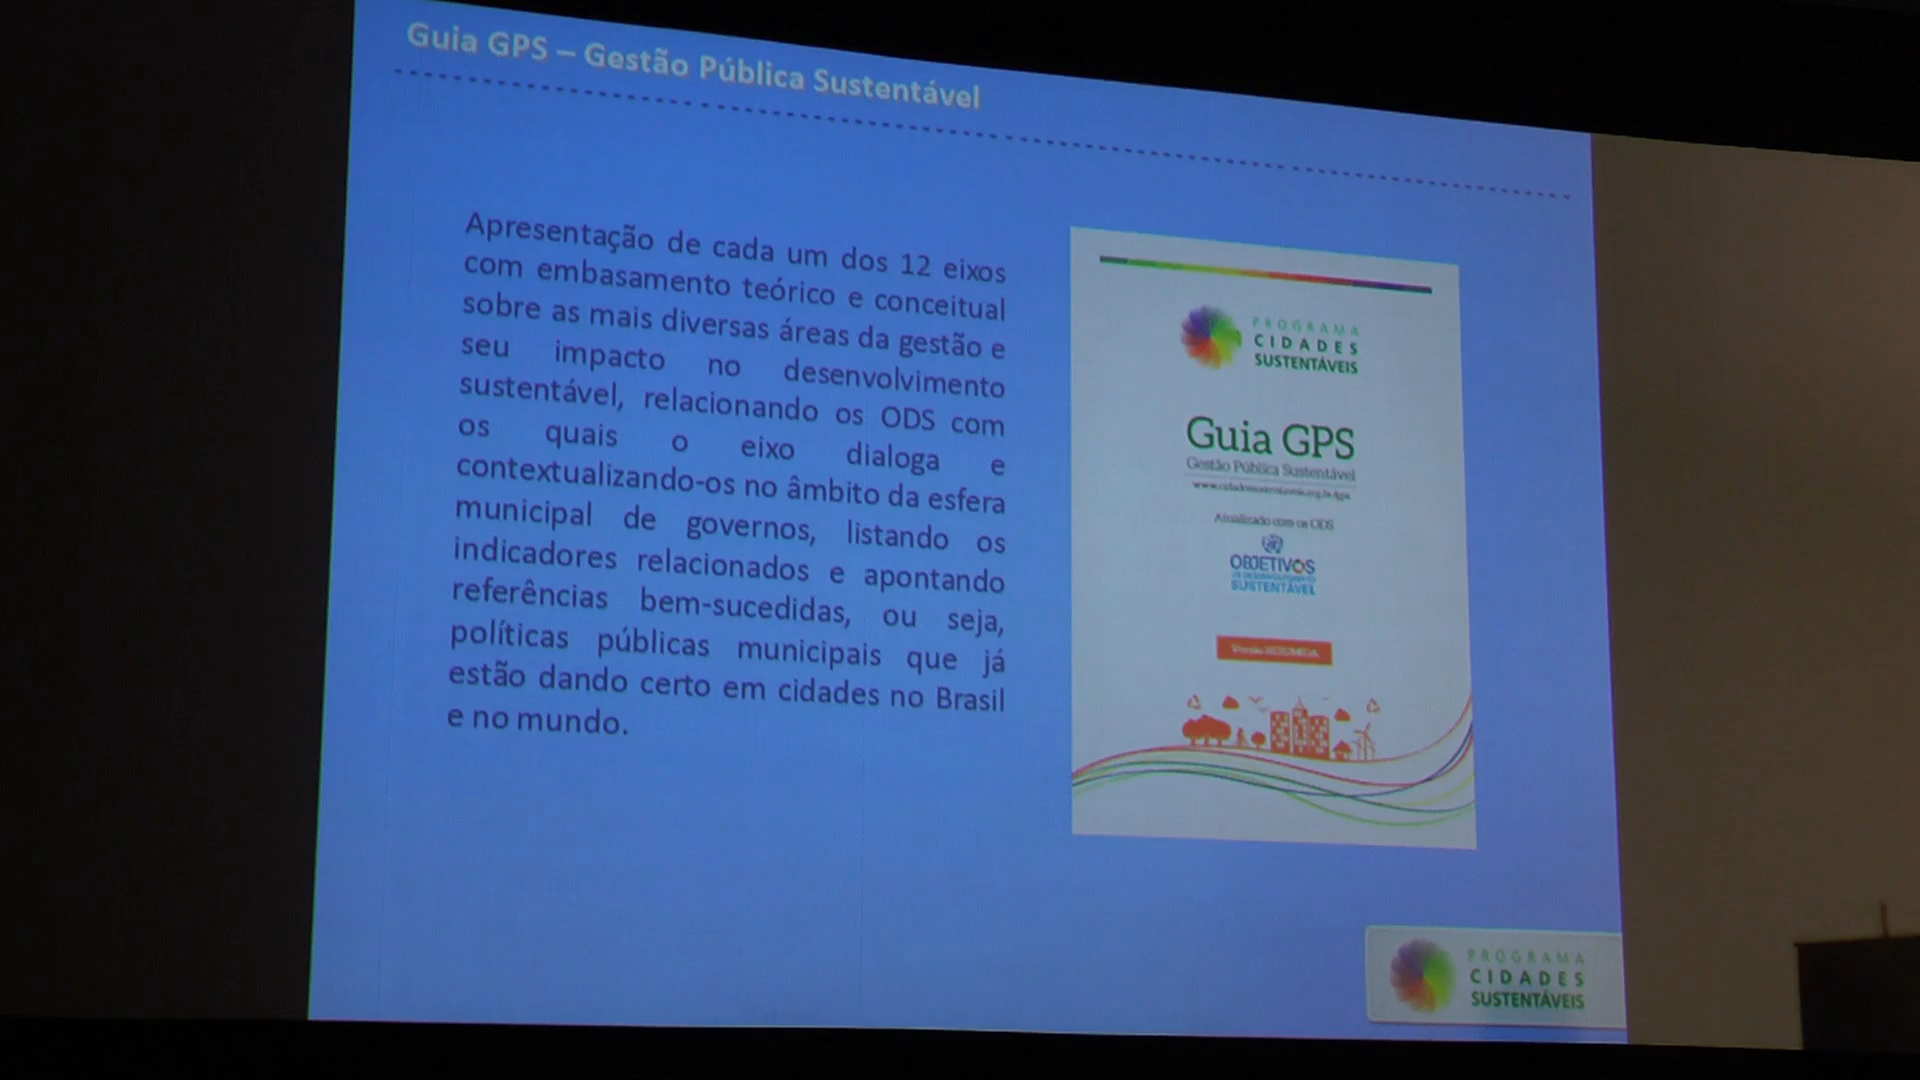 Guia GPS – Gestão Pública Sustentável
Apresentação de cada um dos 12 eixos
com embasamento teórico e conceitual
sobre as mais diversas áreas da gestão e
seu impacto no desenvolvimento
sustentável, relacionando os ODS com
os quais o eixo dialoga e
contextualizando-os no âmbito da esfera
municipal de governos, listando os
indicadores relacionados e apontando
referências bem-sucedidas, ou seja,
políticas públicas municipais que já
estão dando certo em cidades no Brasil
e no mundo.
PROGRAMA
CIDADES
SUSTENTÁVEIS
Guia GPS
Gestão Pública Sustentável
Atualizado com os ODS
OBJETIVOS
SUSTENTÁVEL
PROGRAMA
CIDADES
SUSTENTÁVEIS